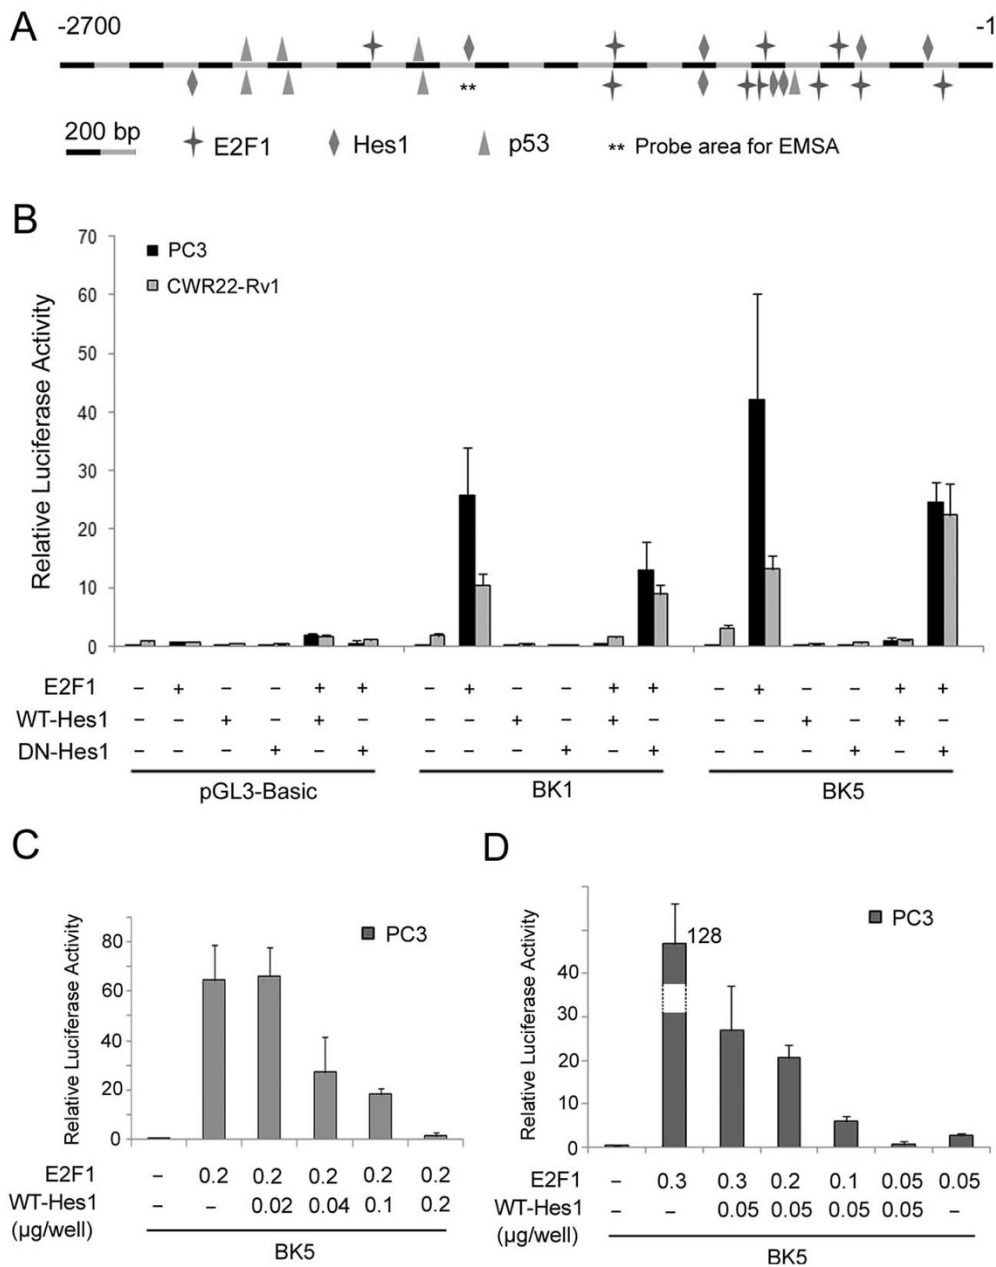 A
-2700
-1
**
200 bp
E2F1
Hes1
p53
** Probe area for EMSA
B
Relative Luciferase Activity
70
60
50
40
30
20
10
0
PC3
CWR22-Rv1
E2F1 – + – – + + – + – – + + – + – – + +
WT-Hes1 – – + – + – – – + – + – – – + – + –
DN-Hes1 – – – + – + – – – + – + – – – + – +
pGL3-Basic BK1 BK5
C
Relative Luciferase Activity
80
60
40
20
0
PC3
E2F1 – 0.2 0.2 0.2 0.2 0.2
WT-Hes1 – – 0.02 0.04 0.1 0.2
(µg/well)
BK5
D
Relative Luciferase Activity
40
30
20
10
0
128
PC3
E2F1 – 0.3 0.3 0.2 0.1 0.05 0.05
WT-Hes1 – – 0.05 0.05 0.05 0.05 –
(µg/well)
BK5